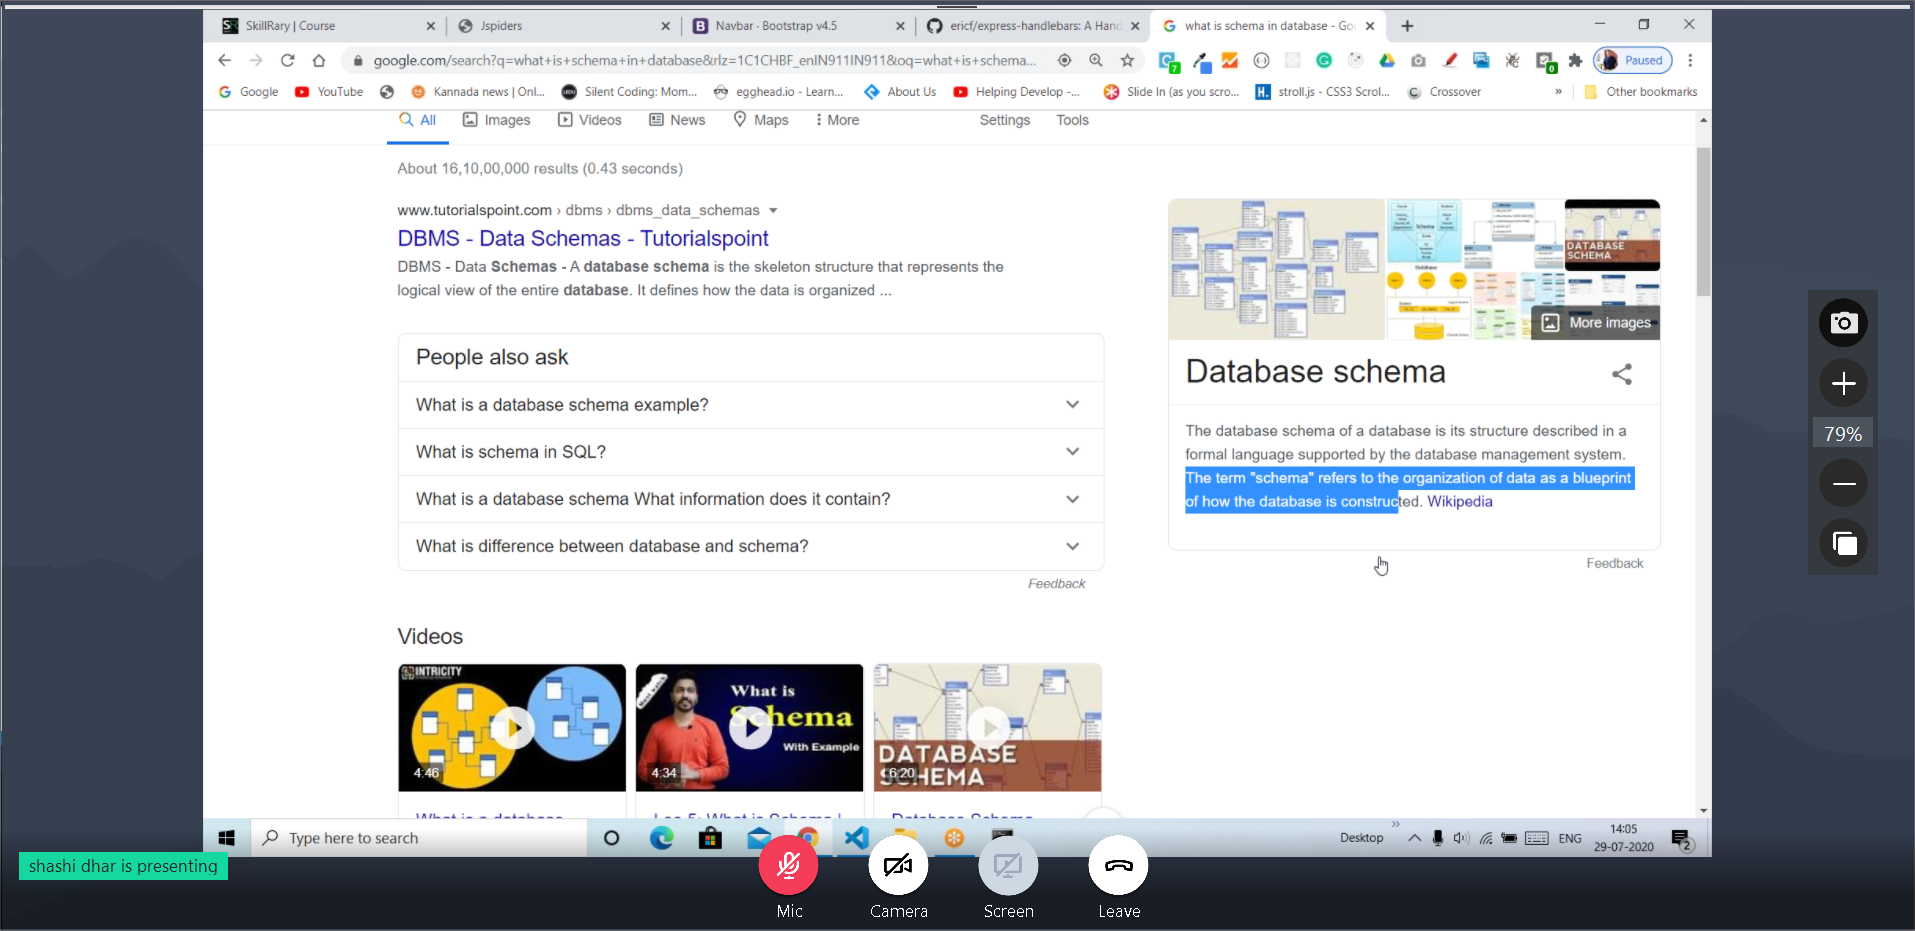 SkillRary | Course
Jspiders
Navbar · Bootstrap v4.5
ericf/express-handlebars: A Hand
what is schema in database - Goo
google.com/search?q=what+is+schema+in+database&rlz=1C1CHBF_enIN911IN911&oq=what+is+schema...
Paused
Google
YouTube
Kannada news | Onl...
Silent Coding: Mom...
egghead.io - Learn...
About Us
Helping Develop -...
Slide In (as you scro...
stroll.js - CSS3 Scrol...
Crossover
»
Other bookmarks
All
Images
Videos
News
Maps
More
Settings
Tools
About 16,10,00,000 results (0.43 seconds)
www.tutorialspoint.com › dbms › dbms_data_schemas
DBMS - Data Schemas - Tutorialspoint
DBMS - Data Schemas - A database schema is the skeleton structure that represents the
logical view of the entire database. It defines how the data is organized ...
People also ask
What is a database schema example?
What is schema in SQL?
What is a database schema What information does it contain?
What is difference between database and schema?
Feedback
Videos
INTRICITY
4:46
What is
Schema
With Example
4:34
DATABASE
SCHEMA
6:20
What is a database
Lec 5: What is Schema |
Database Schema
DATABASE
SCHEMA
More images
Database schema
The database schema of a database is its structure described in a
formal language supported by the database management system.
The term "schema" refers to the organization of data as a blueprint
of how the database is constructed. Wikipedia
Feedback
79%
Type here to search
Desktop
»
ENG
14:05
29-07-2020
2
shashi dhar is presenting
Mic
Camera
Screen
Leave